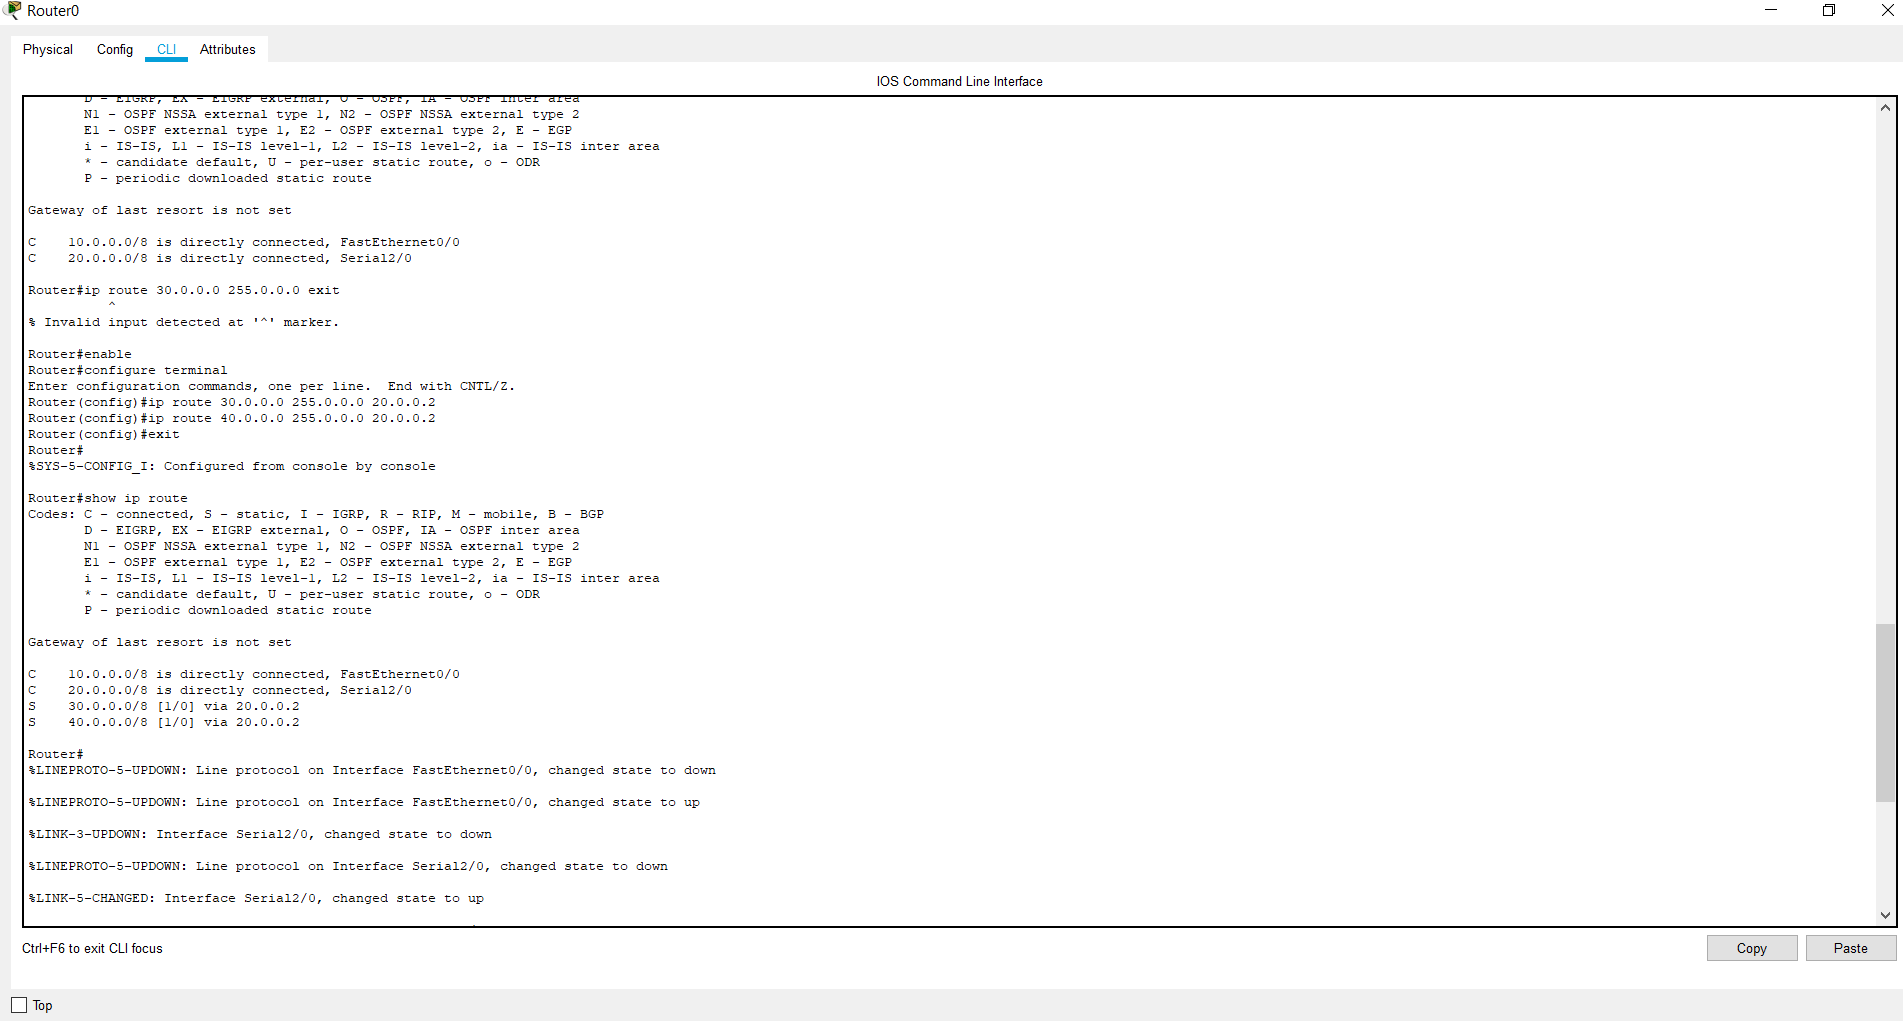 Router0
Physical Config CLI Attributes
IOS Command Line Interface
D - EIGRP, EX - EIGRP external, O - OSPF, IA - OSPF inter area
N1 - OSPF NSSA external type 1, N2 - OSPF NSSA external type 2
E1 - OSPF external type 1, E2 - OSPF external type 2, E - EGP
i - IS-IS, L1 - IS-IS level-1, L2 - IS-IS level-2, ia - IS-IS inter area
* - candidate default, U - per-user static route, o - ODR
P - periodic downloaded static route
Gateway of last resort is not set
C    10.0.0.0/8 is directly connected, FastEthernet0/0
C    20.0.0.0/8 is directly connected, Serial2/0
Router#ip route 30.0.0.0 255.0.0.0 exit
^
% Invalid input detected at '^' marker.
Router#enable
Router#configure terminal
Enter configuration commands, one per line.  End with CNTL/Z.
Router(config)#ip route 30.0.0.0 255.0.0.0 20.0.0.2
Router(config)#ip route 40.0.0.0 255.0.0.0 20.0.0.2
Router(config)#exit
Router#
%SYS-5-CONFIG_I: Configured from console by console
Router#show ip route
Codes: C - connected, S - static, I - IGRP, R - RIP, M - mobile, B - BGP
D - EIGRP, EX - EIGRP external, O - OSPF, IA - OSPF inter area
N1 - OSPF NSSA external type 1, N2 - OSPF NSSA external type 2
E1 - OSPF external type 1, E2 - OSPF external type 2, E - EGP
i - IS-IS, L1 - IS-IS level-1, L2 - IS-IS level-2, ia - IS-IS inter area
* - candidate default, U - per-user static route, o - ODR
P - periodic downloaded static route
Gateway of last resort is not set
C    10.0.0.0/8 is directly connected, FastEthernet0/0
C    20.0.0.0/8 is directly connected, Serial2/0
S    30.0.0.0/8 [1/0] via 20.0.0.2
S    40.0.0.0/8 [1/0] via 20.0.0.2
Router#
%LINEPROTO-5-UPDOWN: Line protocol on Interface FastEthernet0/0, changed state to down
%LINEPROTO-5-UPDOWN: Line protocol on Interface FastEthernet0/0, changed state to up
%LINK-3-UPDOWN: Interface Serial2/0, changed state to down
%LINEPROTO-5-UPDOWN: Line protocol on Interface Serial2/0, changed state to down
%LINK-5-CHANGED: Interface Serial2/0, changed state to up
Ctrl+F6 to exit CLI focus
Copy Paste
Top